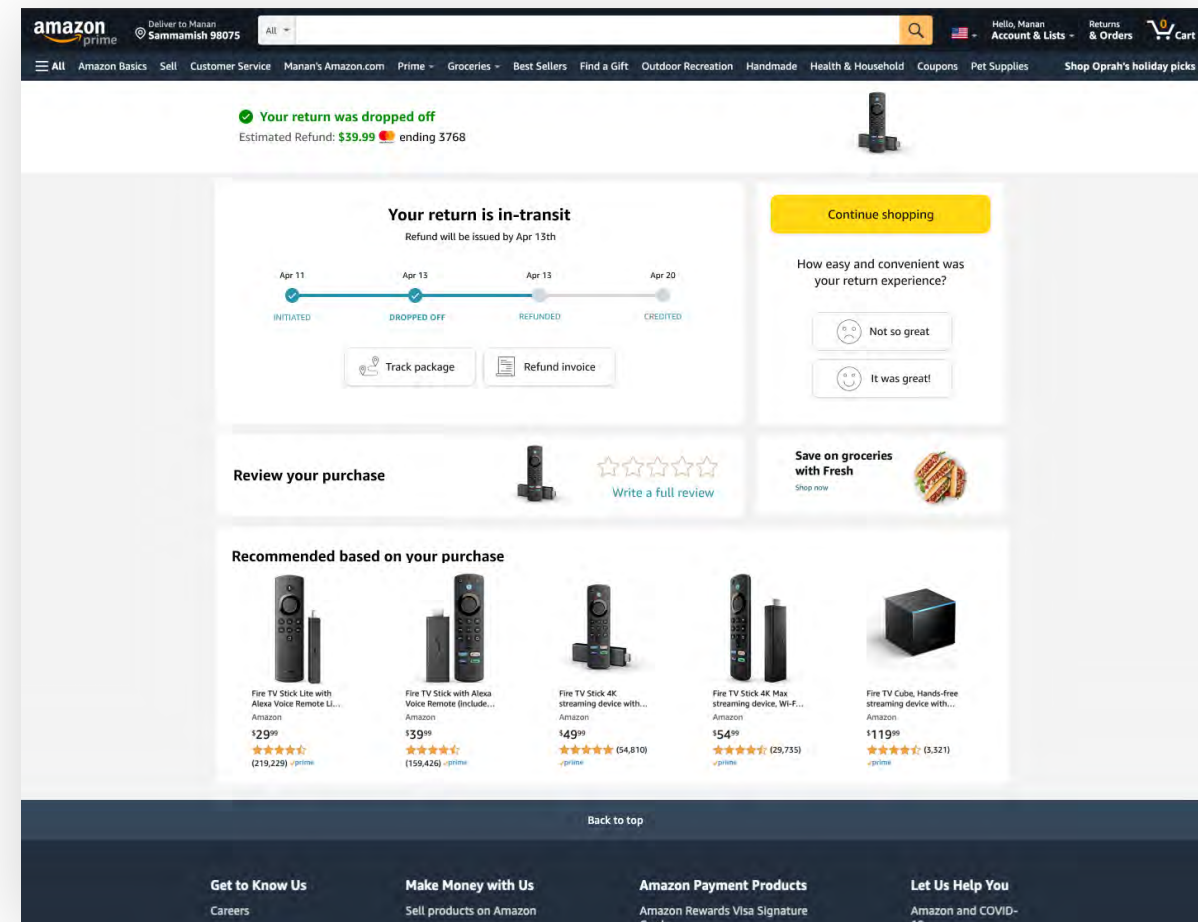 amazon
prime
Deliver to Manan
Sammamish 98075
All
Hello, Manan
Account & Lists
Returns
& Orders
0
Cart
All Amazon Basics Sell Customer Service Manan's Amazon.com Prime Groceries Best Sellers Find a Gift Outdoor Recreation Handmade Health & Household Coupons Pet Supplies Shop Oprah's holiday picks
Your return was dropped off
Estimated Refund: $39.99 ending 3768
Your return is in-transit
Refund will be issued by Apr 13th
Apr 11 Apr 13 Apr 13 Apr 20
INITIATED DROPPED OFF REFUNDED CREDITED
Track package Refund invoice
Continue shopping
How easy and convenient was
your return experience?
Not so great
It was great!
Review your purchase
Write a full review
Save on groceries
with Fresh
Shop now
Recommended based on your purchase
Fire TV Stick Lite with
Alexa Voice Remote Li...
Amazon
$29⁹⁹
(219,229) prime
Fire TV Stick with Alexa
Voice Remote (include...
Amazon
$39⁹⁹
(159,426) prime
Fire TV Stick 4K
streaming device with...
Amazon
$49⁹⁹
(54,810)
prime
Fire TV Stick 4K Max
streaming device, Wi-F...
Amazon
$54⁹⁹
(29,735)
prime
Fire TV Cube, Hands-free
streaming device with...
Amazon
$119⁹⁹
(3,321)
prime
Back to top
Get to Know Us
Careers
Make Money with Us
Sell products on Amazon
Amazon Payment Products
Amazon Rewards Visa Signature
Let Us Help You
Amazon and COVID-